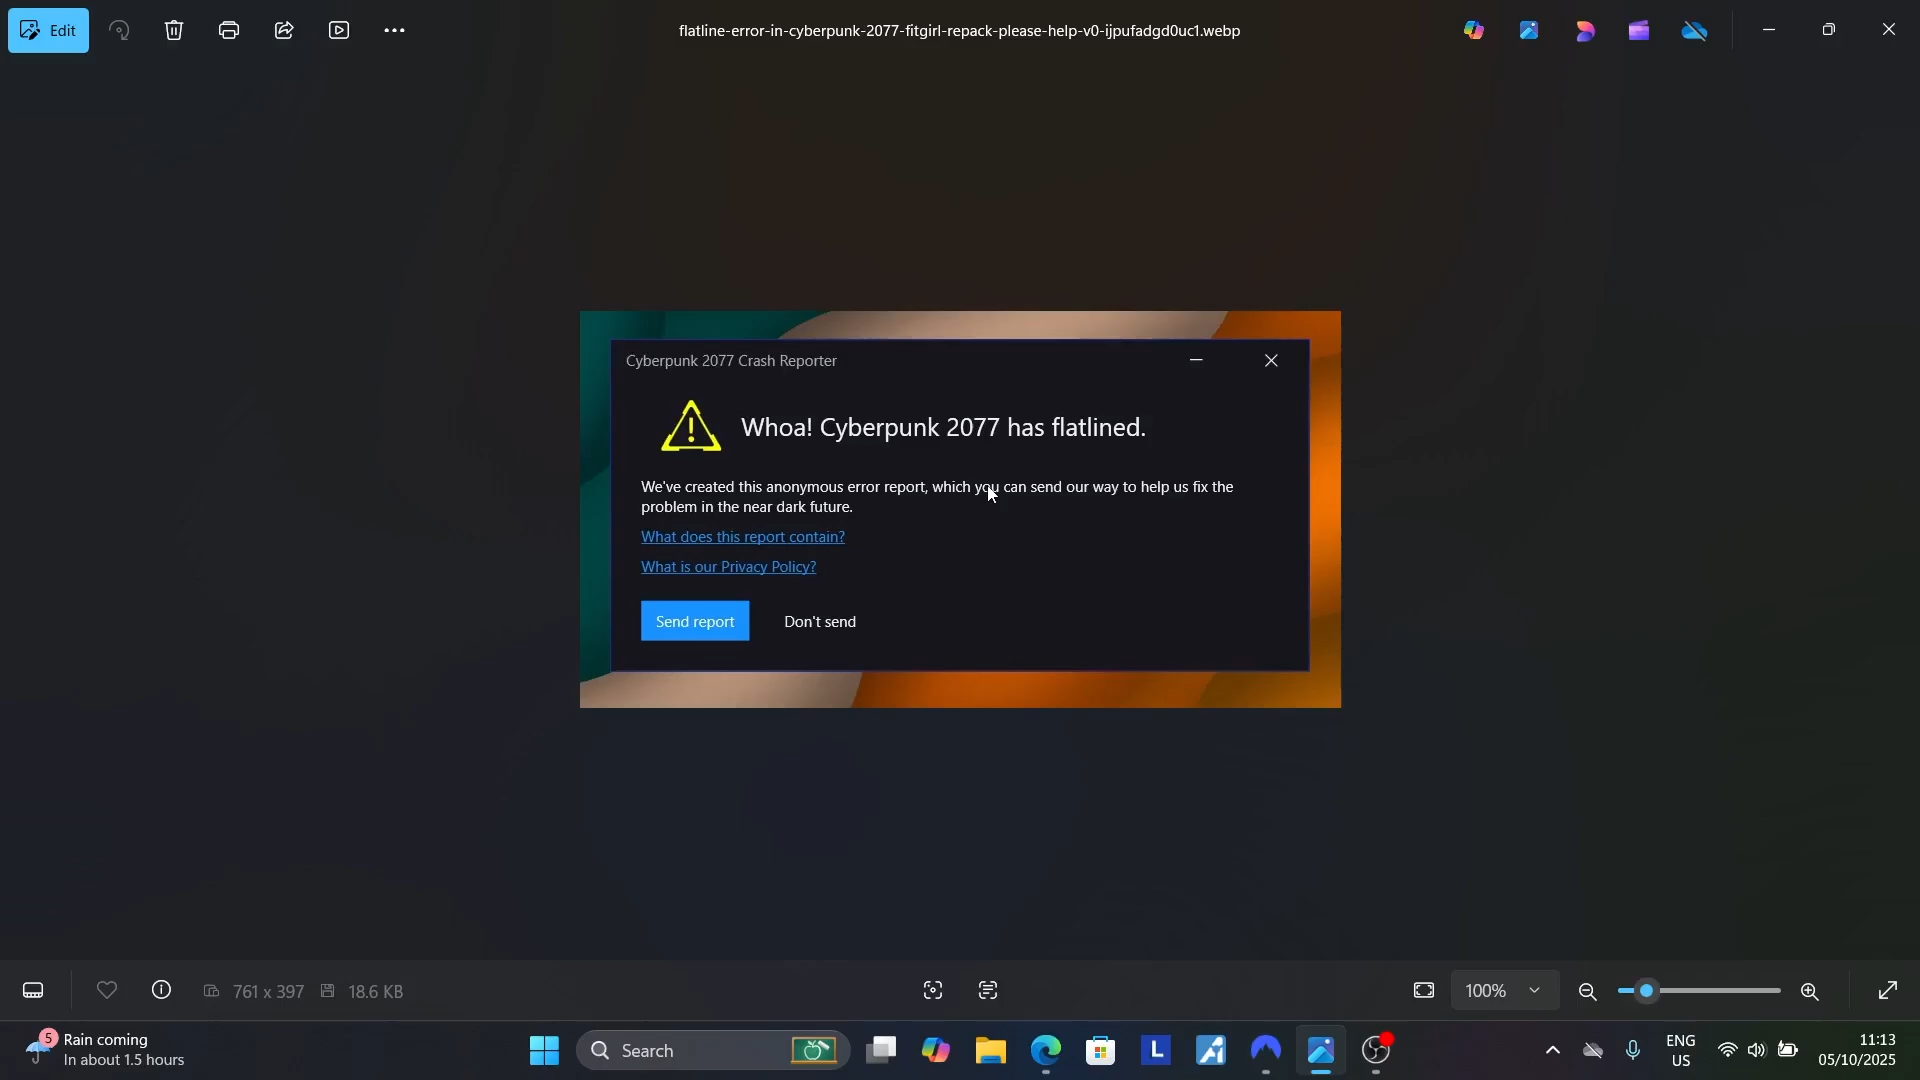 Edit
flatline-error-in-cyberpunk-2077-fitgirl-repack-please-help-v0-ijpufadgd0uc1.webp
Cyberpunk 2077 Crash Reporter
Whoa! Cyberpunk 2077 has flatlined.
We've created this anonymous error report, which you can send our way to help us fix the
problem in the near dark future.
What does this report contain?
What is our Privacy Policy?
Send report
Don't send
761 x 397
18.6 KB
100%
5
Rain coming
In about 1.5 hours
Search
L
ENG
US
11:13
05/10/2025